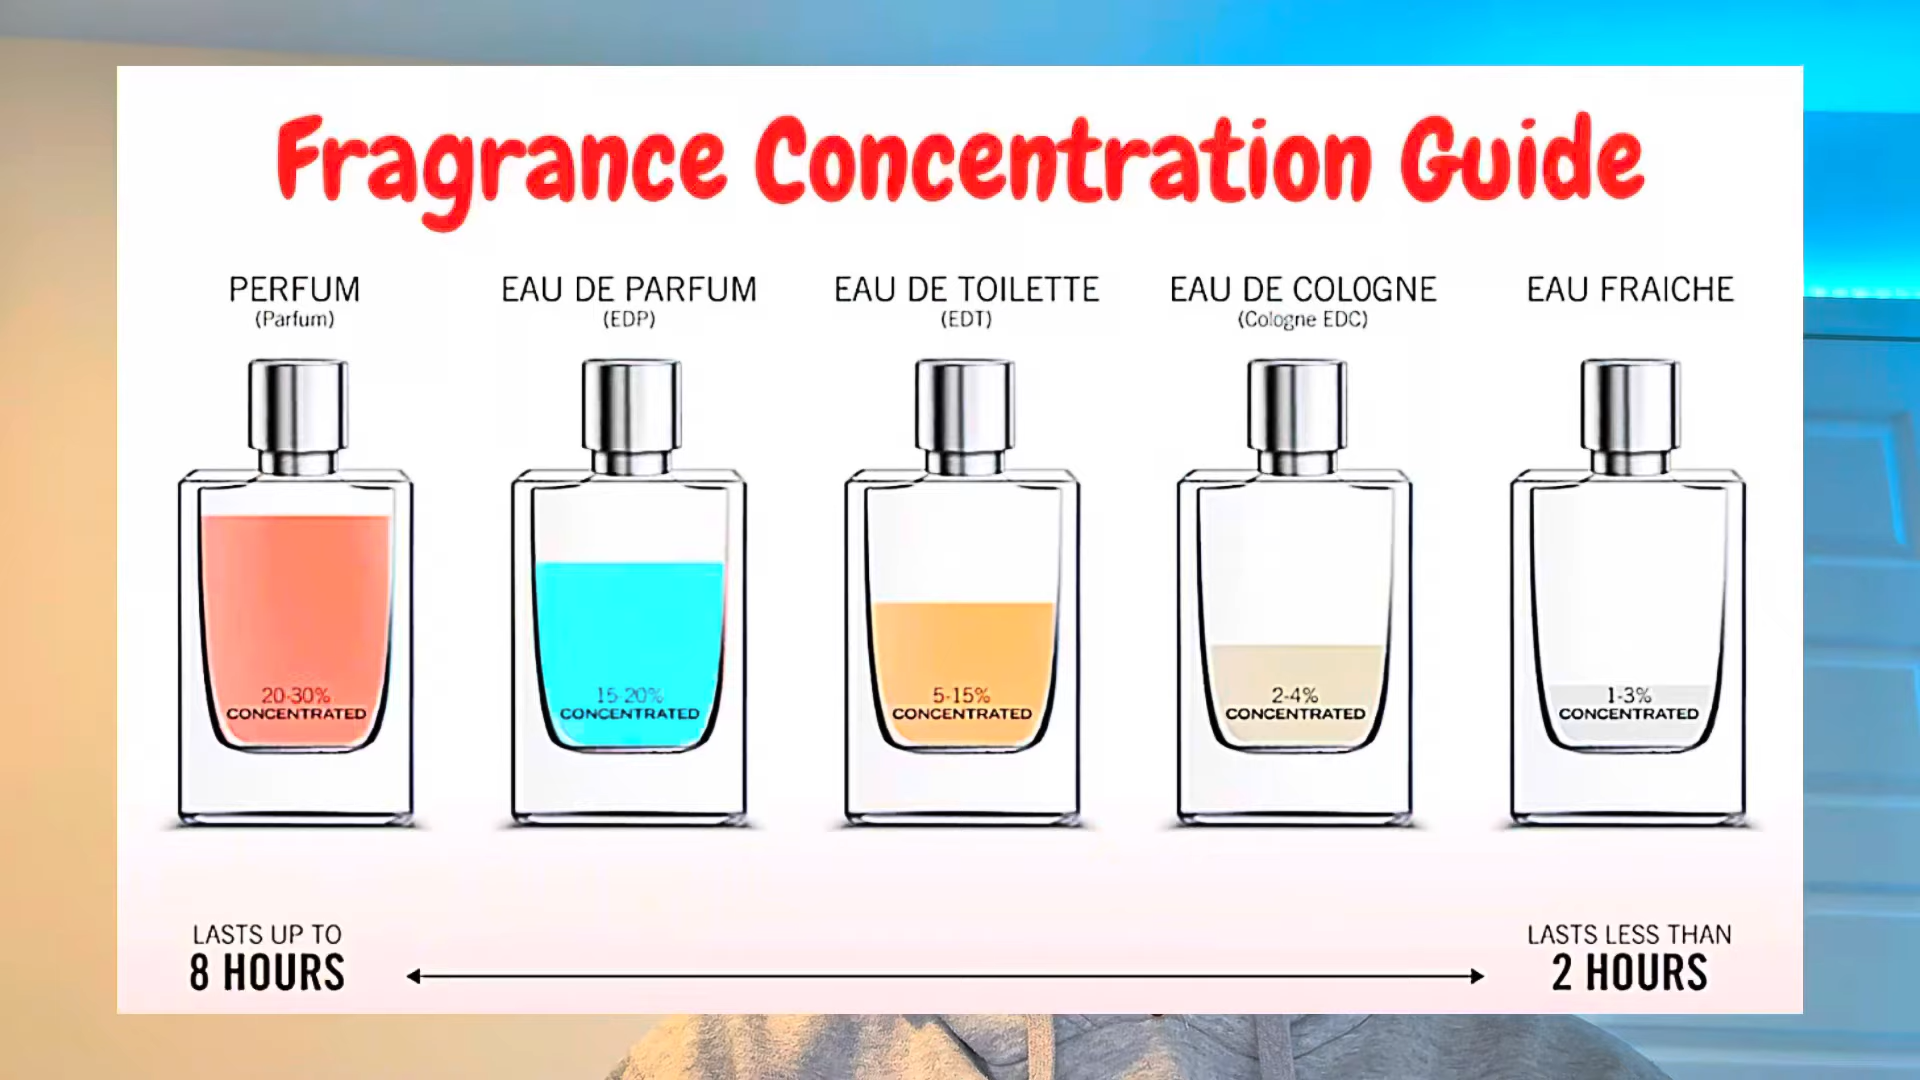 Fragrance Concentration Guide
PERFUM
(Parfum)
EAU DE PARFUM
(EDP)
EAU DE TOILETTE
(EDT)
EAU DE COLOGNE
(Cologne EDC)
EAU FRAICHE
20-30%
CONCENTRATED
15-20%
CONCENTRATED
5-15%
CONCENTRATED
2-4%
CONCENTRATED
1-3%
CONCENTRATED
LASTS UP TO
8 HOURS
LASTS LESS THAN
2 HOURS